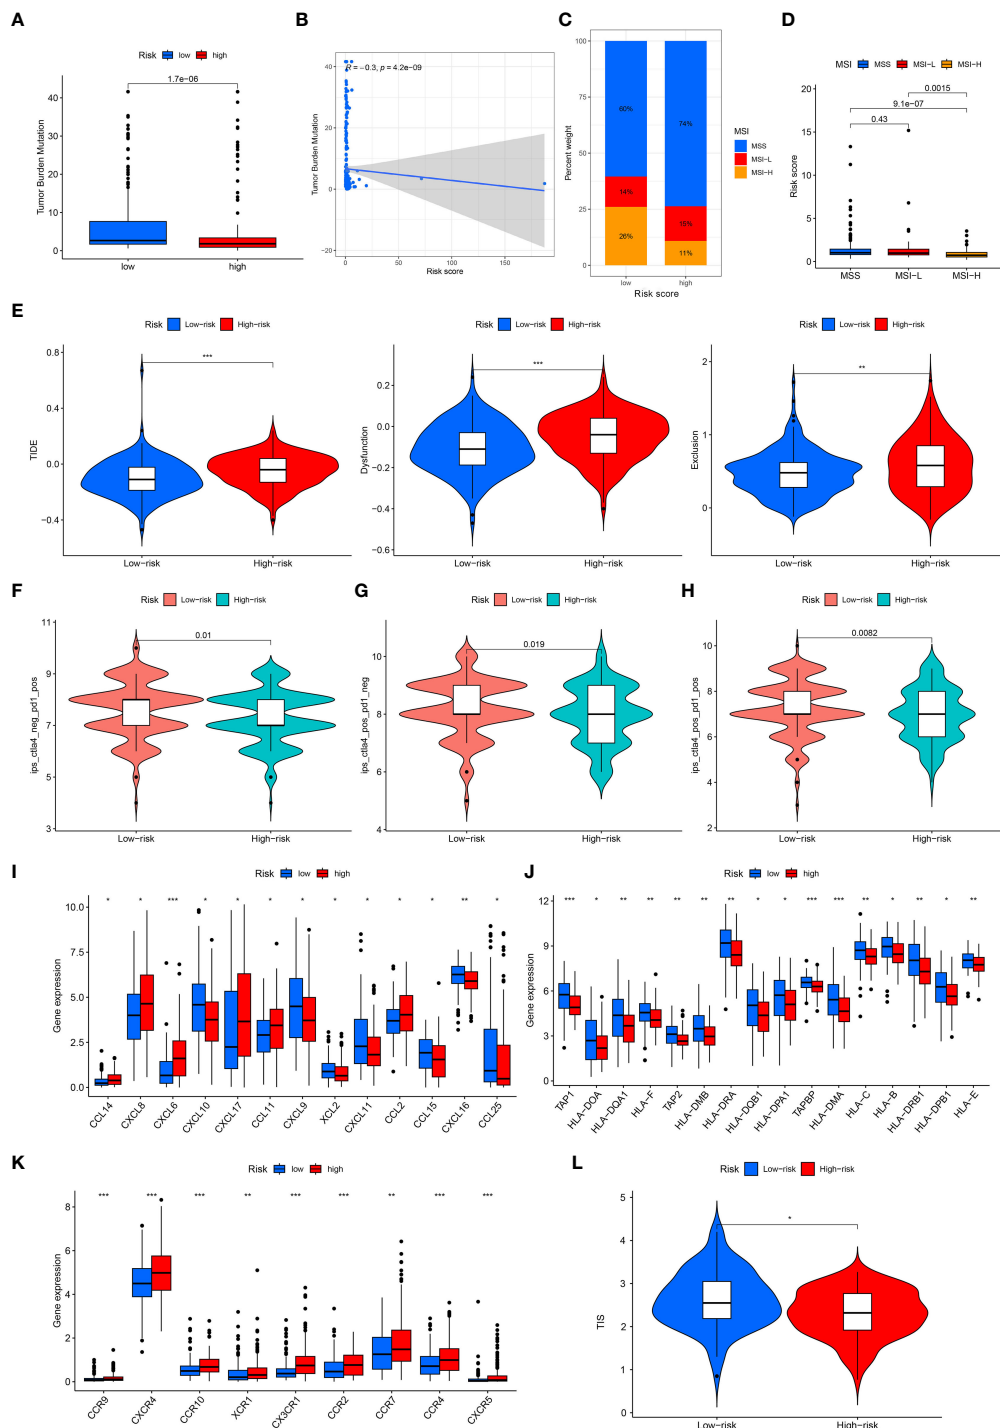 A
Risk low high
1.7e−06
Tumor Burden Mutation
40
30
20
10
0
low high
B
R = −0.3, p = 4.2e−09
Tumor Burden Mutation
40
20
0
−20
0 50 100 150
Risk score
C
Percent weight
100
75
50
25
0
60%
74%
14%
15%
26%
11%
low high
Risk score
MSI
MSS
MSI−L
MSI−H
D
MSI MSS MSI−L MSI−H
0.0015
9.1e−07
0.43
Risk score
20
15
10
5
0
MSS MSI−L MSI−H
E
Risk Low−risk High−risk
***
TIDE
0.8
0.4
0.0
−0.4
Low−risk High−risk
Risk Low−risk High−risk
***
Dysfunction
0.2
0.0
−0.2
−0.4
−0.6
Low−risk High−risk
Risk Low−risk High−risk
**
Exclusion
2
1
0
Low−risk High−risk
F
Risk Low−risk High−risk
0.01
ips_ctla4_neg_pd1_pos
11
9
7
5
3
Low−risk High−risk
G
Risk Low−risk High−risk
0.019
ips_ctla4_pos_pd1_neg
10
8
6
4
Low−risk High−risk
H
Risk Low−risk High−risk
0.0082
ips_ctla4_pos_pd1_pos
10
8
6
4
2
Low−risk High−risk
I
Risk low high
* * *** * * * * * * * * ** *
Gene expression
10.0
7.5
5.0
2.5
0.0
CCL14 CXCL8 CXCL6 CXCL10 CXCL17 CCL11 CXCL9 XCL2 CXCL11 CCL2 CCL15 CXCL16 CCL25
J
Risk low high
*** * ** ** ** ** ** * * *** *** ** * ** * **
Gene expression
12
9
6
3
0
TAP1 HLA−DOA HLA−DQA1 HLA−F TAP2 HLA−DMB HLA−DRA HLA−DQB1 HLA−DPA1 TAPBP HLA−DMA HLA−C HLA−B HLA−DRB1 HLA−DPB1 HLA−E
K
Risk low high
*** *** *** ** *** *** ** *** ***
Gene expression
8
6
4
2
0
CCR9 CXCR4 CCR10 XCR1 CX3CR1 CCR2 CCR7 CCR4 CXCR5
L
Risk Low−risk High−risk
*
TIS
5
4
3
2
1
0
Low−risk High−risk